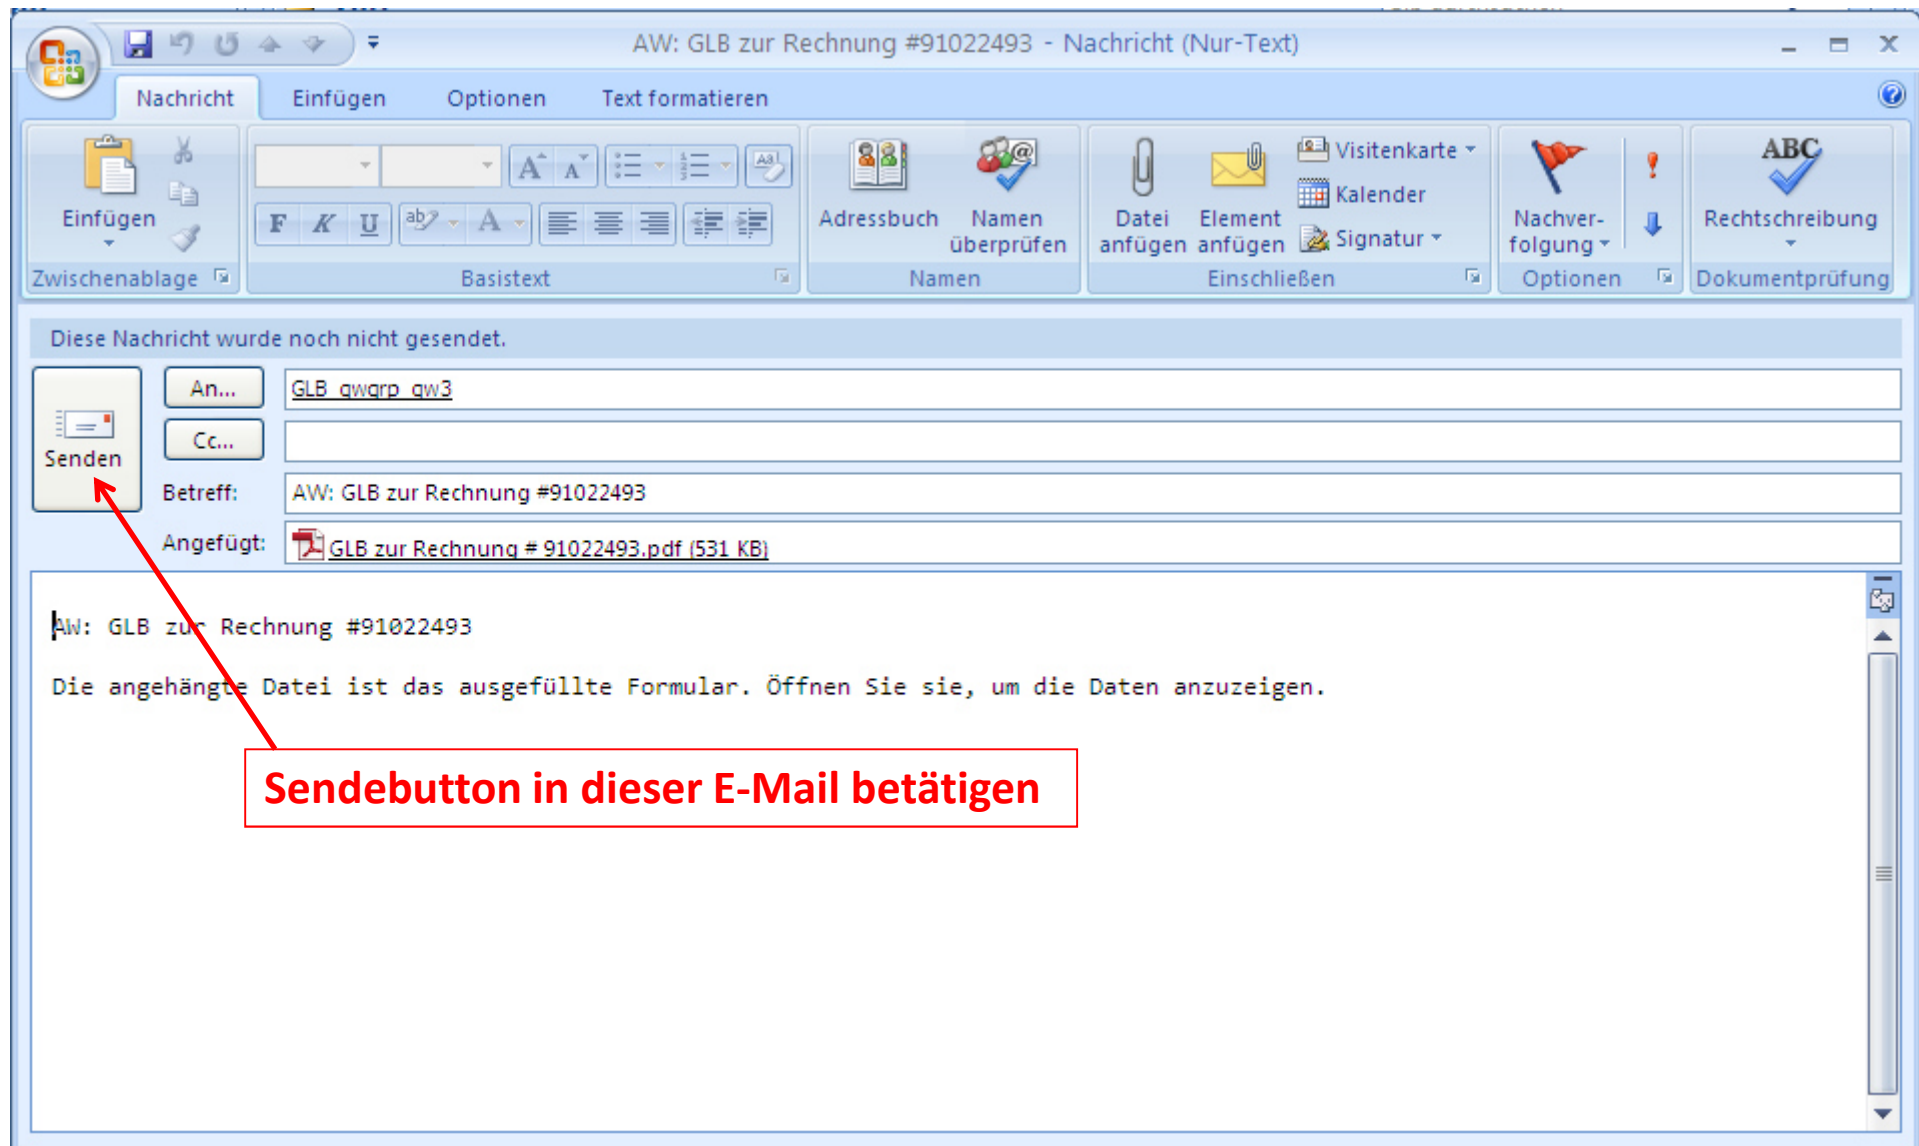 AW: GLB zur Rechnung #91022493 - Nachricht (Nur-Text)
Nachricht Einfügen Optionen Text formatieren
Einfügen
Zwischenablage
F K U
Basistext
Adressbuch
Namen überprüfen
Namen
Datei anfügen
Element anfügen
Visitenkarte
Kalender
Signatur
Einschließen
Nachver-
folgung
Optionen
ABC
Rechtschreibung
Dokumentprüfung
Diese Nachricht wurde noch nicht gesendet.
Senden
An... GLB_qwqrp_qw3
Cc...
Betreff: AW: GLB zur Rechnung #91022493
Angefügt: GLB zur Rechnung # 91022493.pdf (531 KB)
AW: GLB zur Rechnung #91022493
Die angehängte Datei ist das ausgefüllte Formular. Öffnen Sie sie, um die Daten anzuzeigen.
Sendebutton in dieser E-Mail betätigen